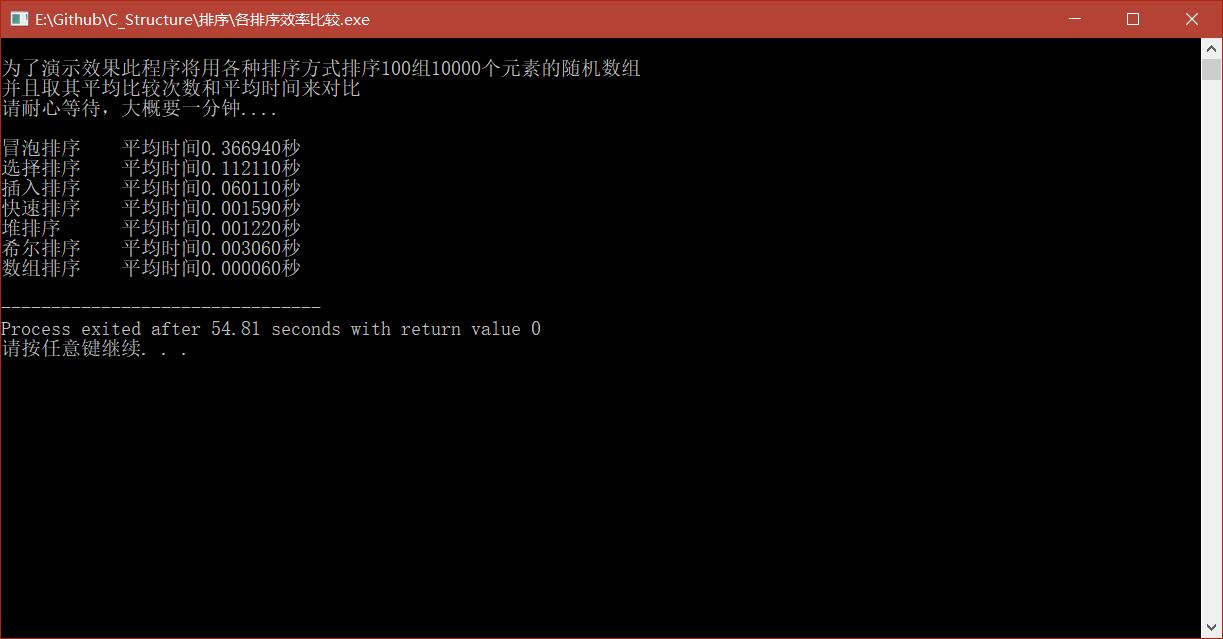 E:\Github\C_Structure\排序\各排序效率比较.exe
为了演示效果此程序将用各种排序方式排序100组10000个元素的随机数组
并且取其平均比较次数和平均时间来对比
请耐心等待，大概要一分钟....
冒泡排序 平均时间0.366940秒
选择排序 平均时间0.112110秒
插入排序 平均时间0.060110秒
快速排序 平均时间0.001590秒
堆排序 平均时间0.001220秒
希尔排序 平均时间0.003060秒
数组排序 平均时间0.000060秒
--------------------------------
Process exited after 54.81 seconds with return value 0
请按任意键继续. . .